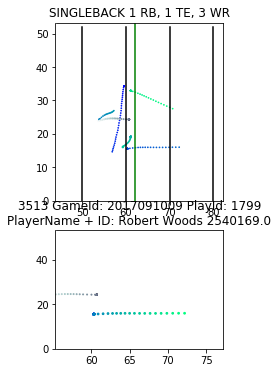 SINGLEBACK 1 RB, 1 TE, 3 WR
50
40
30
20
10
0
50 60 70 80
3513 GameId: 2017091009 PlayId: 1799
PlayerName + ID: Robert Woods 2540169.0
40
20
0
60 65 70 75